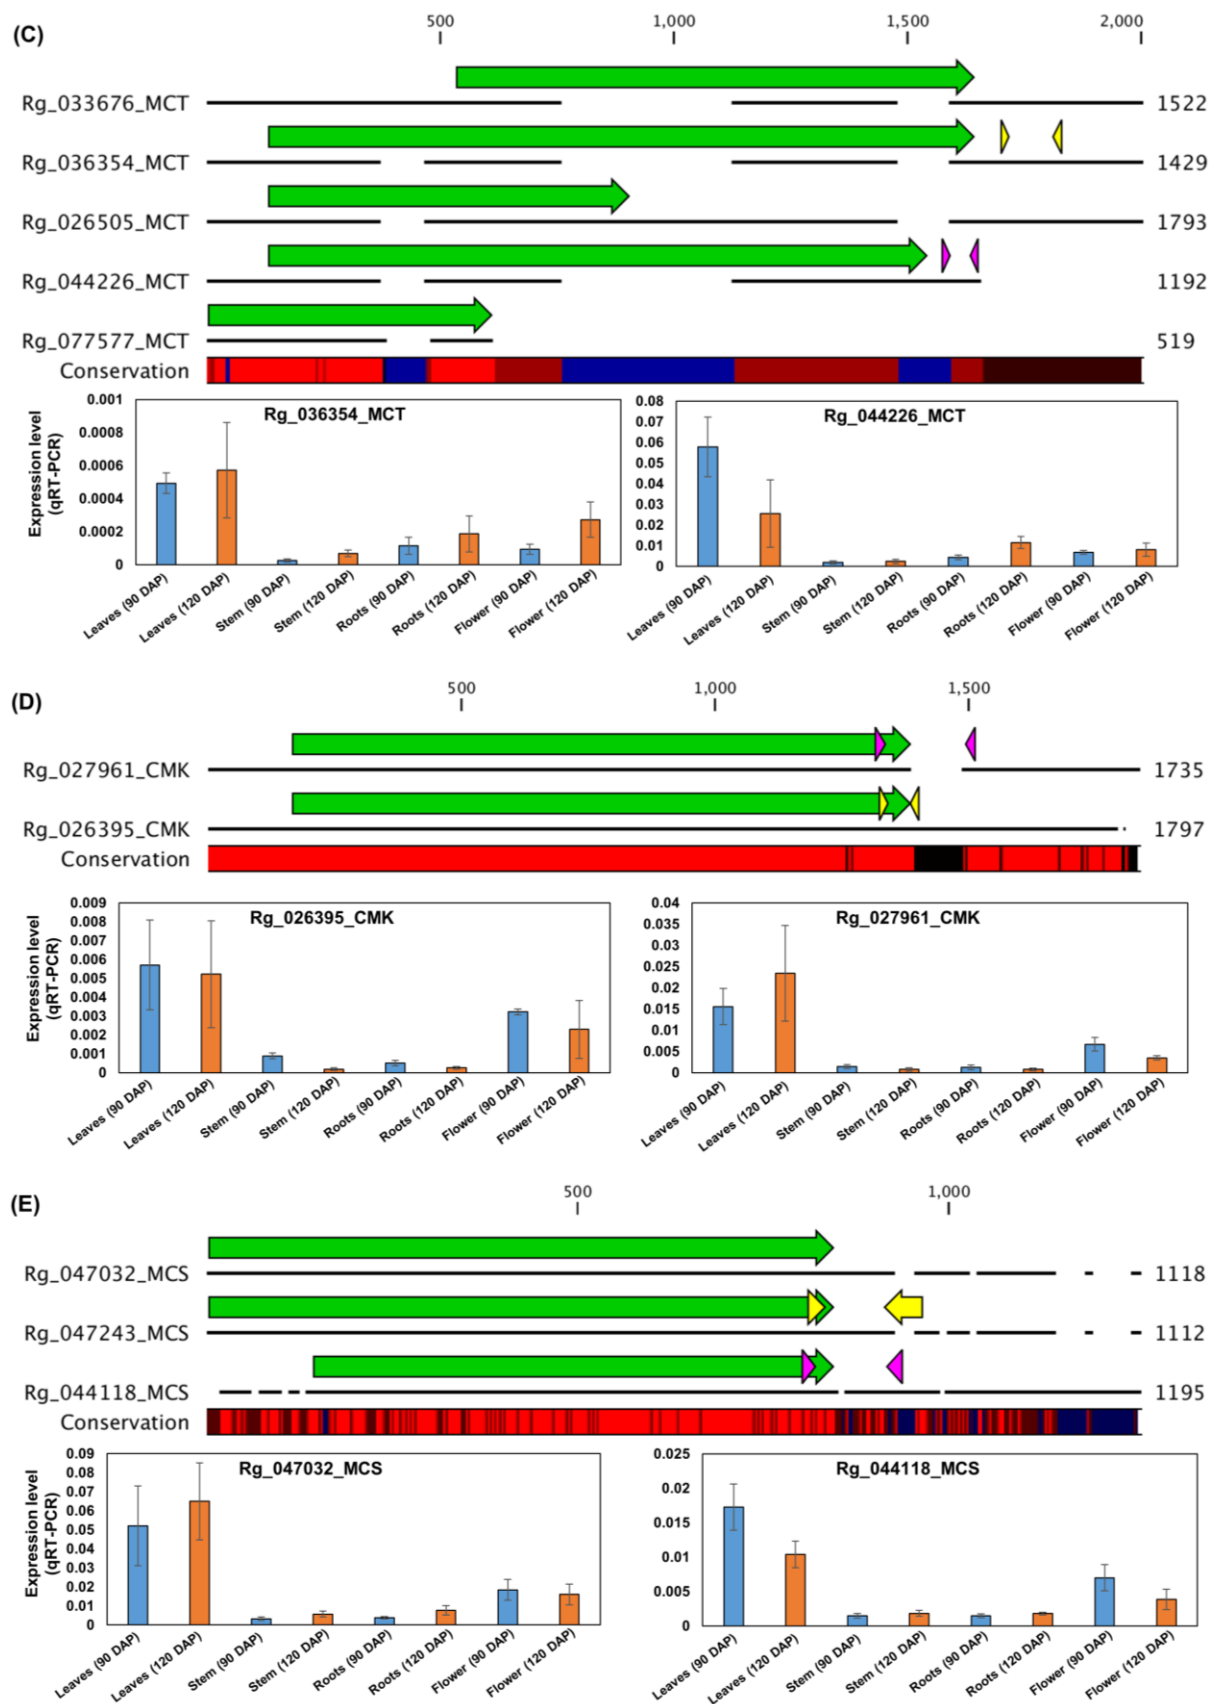 (C)
500 1,000 1,500 2,000
Rg_033676_MCT 1522
Rg_036354_MCT 1429
Rg_026505_MCT 1793
Rg_044226_MCT 1192
Rg_077577_MCT 519
Conservation
Rg_036354_MCT
Expression level
(qRT-PCR)
0.001
0.0008
0.0006
0.0004
0.0002
0
Leaves (90 DAP)
Leaves (120 DAP)
Stem (90 DAP)
Stem (120 DAP)
Roots (90 DAP)
Roots (120 DAP)
Flower (90 DAP)
Flower (120 DAP)
Rg_044226_MCT
0.08
0.07
0.06
0.05
0.04
0.03
0.02
0.01
0
Leaves (90 DAP)
Leaves (120 DAP)
Stem (90 DAP)
Stem (120 DAP)
Roots (90 DAP)
Roots (120 DAP)
Flower (90 DAP)
Flower (120 DAP)
(D)
500 1,000 1,500
Rg_027961_CMK 1735
Rg_026395_CMK 1797
Conservation
Rg_026395_CMK
Expression level
(qRT-PCR)
0.009
0.008
0.007
0.006
0.005
0.004
0.003
0.002
0.001
0
Leaves (90 DAP)
Leaves (120 DAP)
Stem (90 DAP)
Stem (120 DAP)
Roots (90 DAP)
Roots (120 DAP)
Flower (90 DAP)
Flower (120 DAP)
Rg_027961_CMK
0.04
0.035
0.03
0.025
0.02
0.015
0.01
0.005
0
Leaves (90 DAP)
Leaves (120 DAP)
Stem (90 DAP)
Stem (120 DAP)
Roots (90 DAP)
Roots (120 DAP)
Flower (90 DAP)
Flower (120 DAP)
(E)
500 1,000
Rg_047032_MCS 1118
Rg_047243_MCS 1112
Rg_044118_MCS 1195
Conservation
Rg_047032_MCS
Expression level
(qRT-PCR)
0.09
0.08
0.07
0.06
0.05
0.04
0.03
0.02
0.01
0
Leaves (90 DAP)
Leaves (120 DAP)
Stem (90 DAP)
Stem (120 DAP)
Roots (90 DAP)
Roots (120 DAP)
Flower (90 DAP)
Flower (120 DAP)
Rg_044118_MCS
0.025
0.02
0.015
0.01
0.005
0
Leaves (90 DAP)
Leaves (120 DAP)
Stem (90 DAP)
Stem (120 DAP)
Roots (90 DAP)
Roots (120 DAP)
Flower (90 DAP)
Flower (120 DAP)